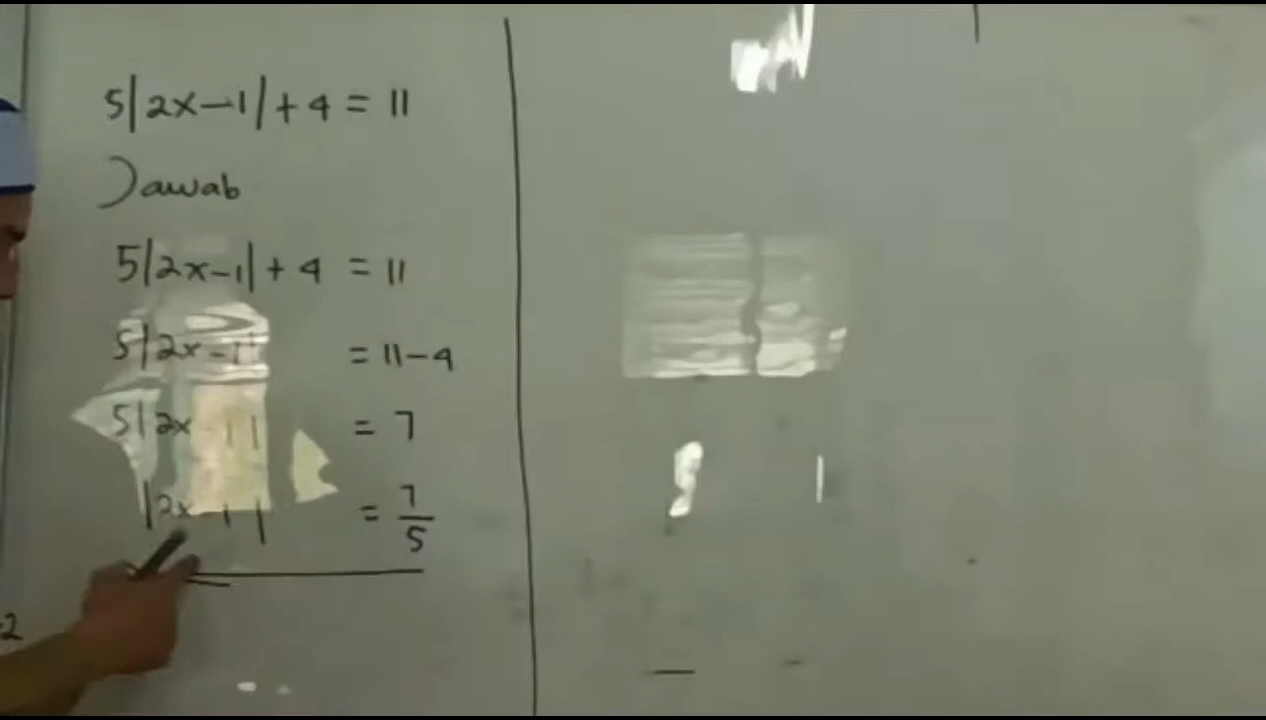 5|2x-1|+4 = 11
Jawab
5|2x-1|+4 = 11
5|2x-1| = 11-4
5|2x-1| = 7
|2x-1| = 7/5
2